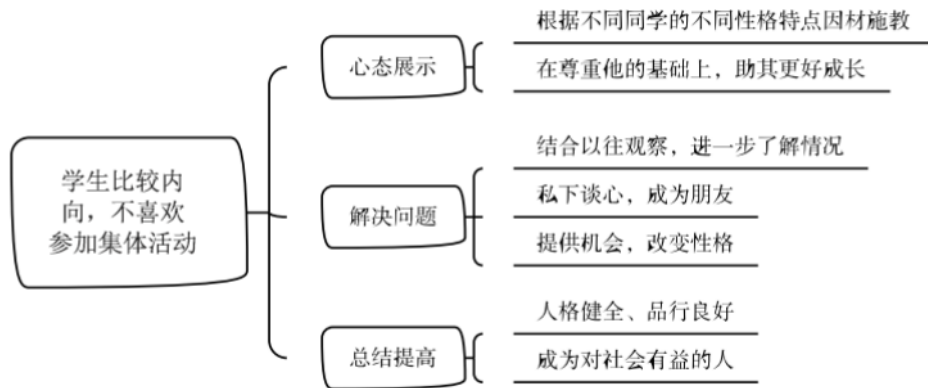 学生比较内
向，不喜欢
参加集体活动
心态展示
根据不同同学的不同性格特点因材施教
在尊重他的基础上，助其更好成长
解决问题
结合以往观察，进一步了解情况
私下谈心，成为朋友
提供机会，改变性格
总结提高
人格健全、品行良好
成为对社会有益的人